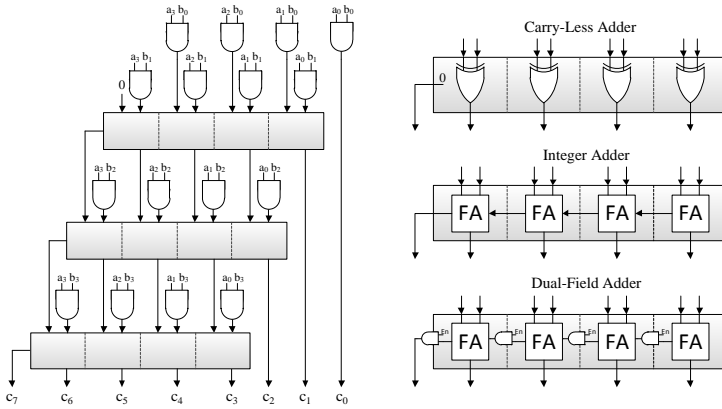 a₃ b₀ a₂ b₀ a₁ b₀ a₀ b₀
a₃ b₁ a₂ b₁ a₁ b₁ a₀ b₁
0
a₃ b₂ a₂ b₂ a₁ b₂ a₀ b₂
a₃ b₃ a₂ b₃ a₁ b₃ a₀ b₃
c₇ c₆ c₅ c₄ c₃ c₂ c₁ c₀
Carry-Less Adder
0
Integer Adder
FA FA FA FA
Dual-Field Adder
En En En En
FA FA FA FA